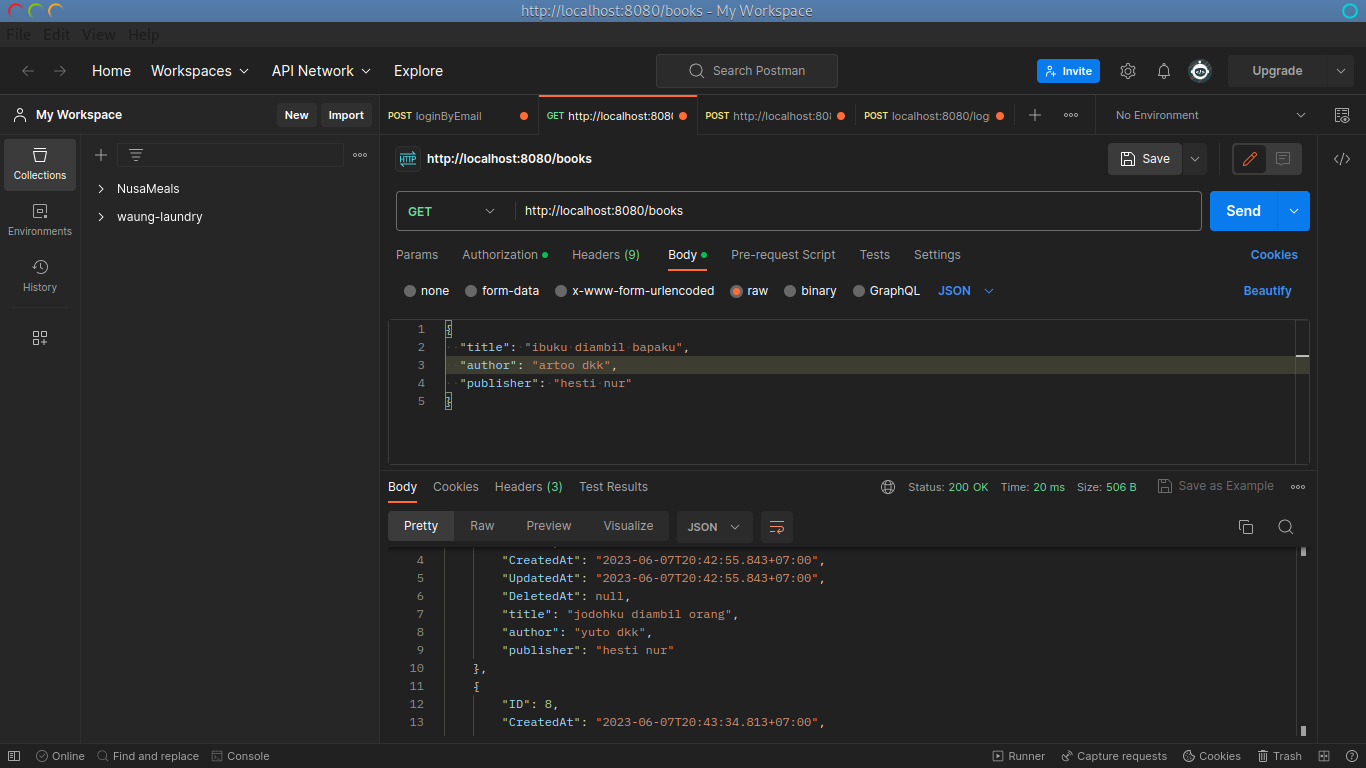 http://localhost:8080/books - My Workspace
File Edit View Help
Home Workspaces API Network Explore Search Postman Invite Upgrade
My Workspace New Import
POST loginByEmail GET http://localhost:808 POST http://localhost:80 POST localhost:8080/log No Environment
Collections
Environments
History
NusaMeals
waung-laundry
HTTP http://localhost:8080/books Save
GET http://localhost:8080/books Send
Params Authorization Headers (9) Body Pre-request Script Tests Settings Cookies
none form-data x-www-form-urlencoded raw binary GraphQL JSON Beautify
1 {
2 "title": "ibuku diambil bapaku",
3 "author": "artoo dkk",
4 "publisher": "hesti nur"
5 }
Body Cookies Headers (3) Test Results Status: 200 OK Time: 20 ms Size: 506 B Save as Example
Pretty Raw Preview Visualize JSON
4 "CreatedAt": "2023-06-07T20:42:55.843+07:00",
5 "UpdatedAt": "2023-06-07T20:42:55.843+07:00",
6 "DeletedAt": null,
7 "title": "jodohku diambil orang",
8 "author": "yuto dkk",
9 "publisher": "hesti nur"
10 },
11 {
12 "ID": 8,
13 "CreatedAt": "2023-06-07T20:43:34.813+07:00",
Online Find and replace Console Runner Capture requests Cookies Trash